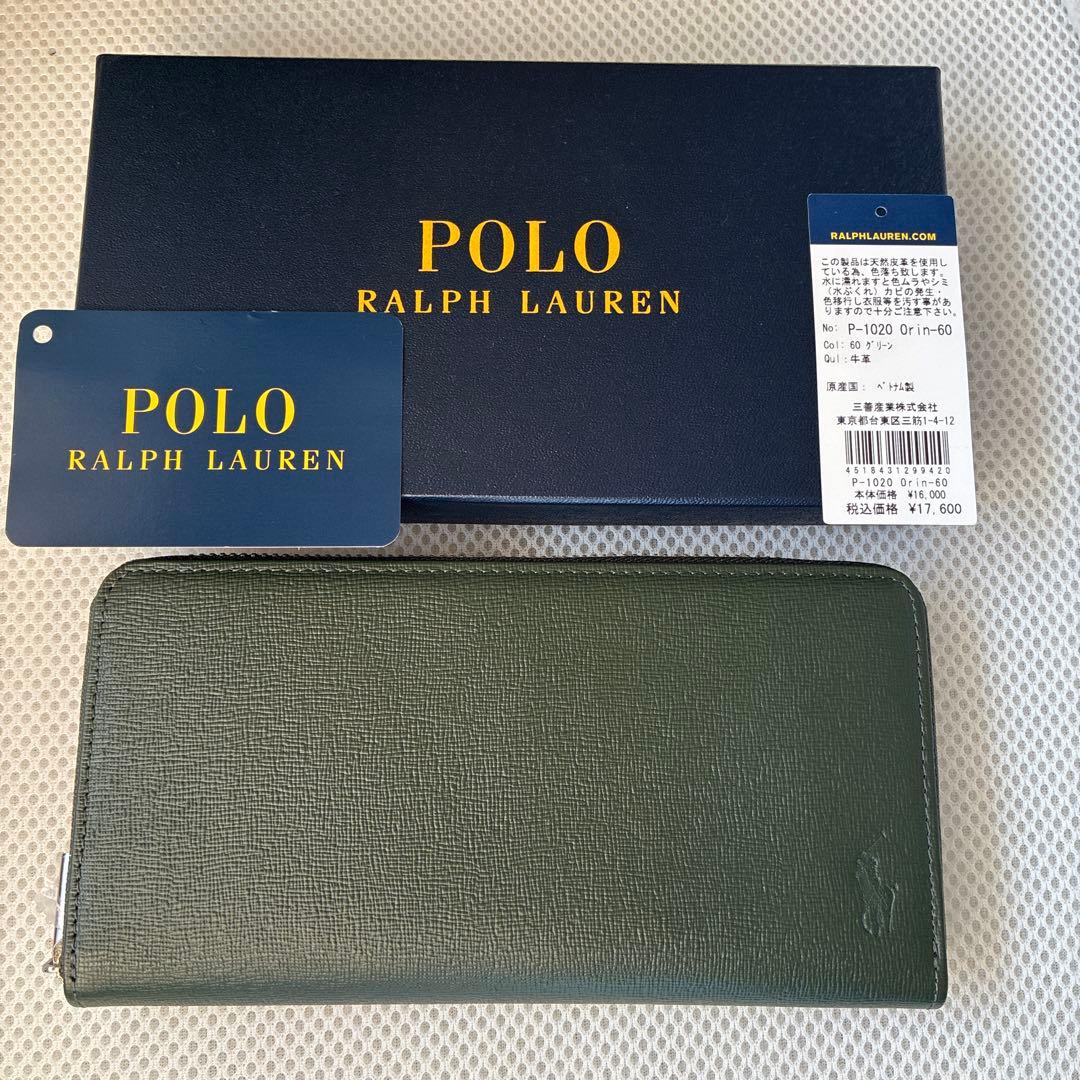 POLO
RALPH LAUREN
POLO
RALPH LAUREN
RALPHLAUREN.COM
この製品は天然皮革を使用し
ている為、色落ち致します。
水に濡れますと色ムラやシミ
（水ぶくれ）カビの発生・
色移行し衣服等を汚す事があ
りますので十分ご注意下さい。
No: P-1020 Orin-60
Col: 60 ｸﾞﾘｰﾝ
Qul: 牛革
原産国： ﾍﾞﾄﾅﾑ製
三善産業株式会社
東京都台東区三筋1-4-12
4518431299420
P-1020 Orin-60
本体価格 ¥16,000
税込価格 ¥17,600